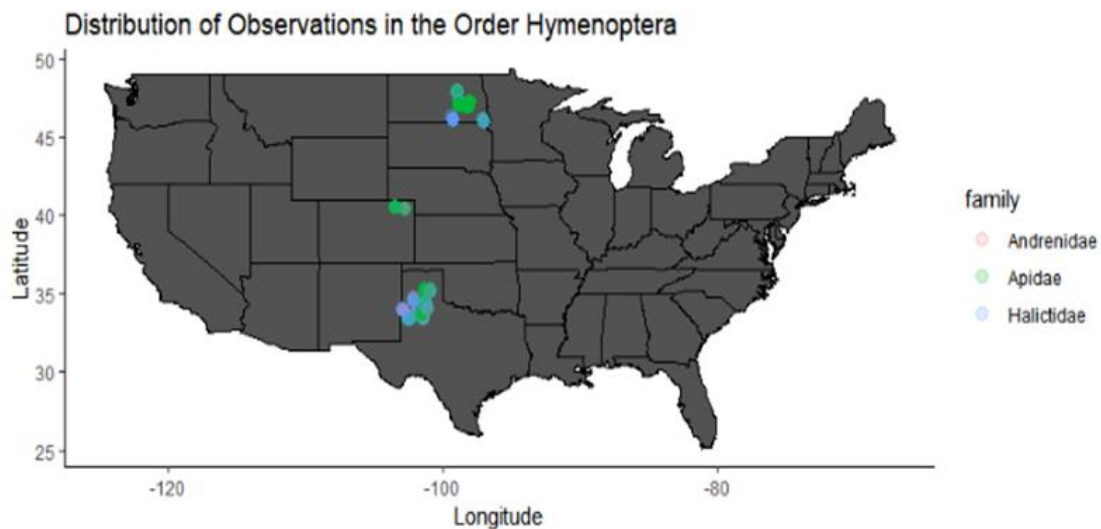 Distribution of Observations in the Order Hymenoptera
50
45
40
35
30
25
Latitude
-120
-100
-80
Longitude
family
Andrenidae
Apidae
Halictidae